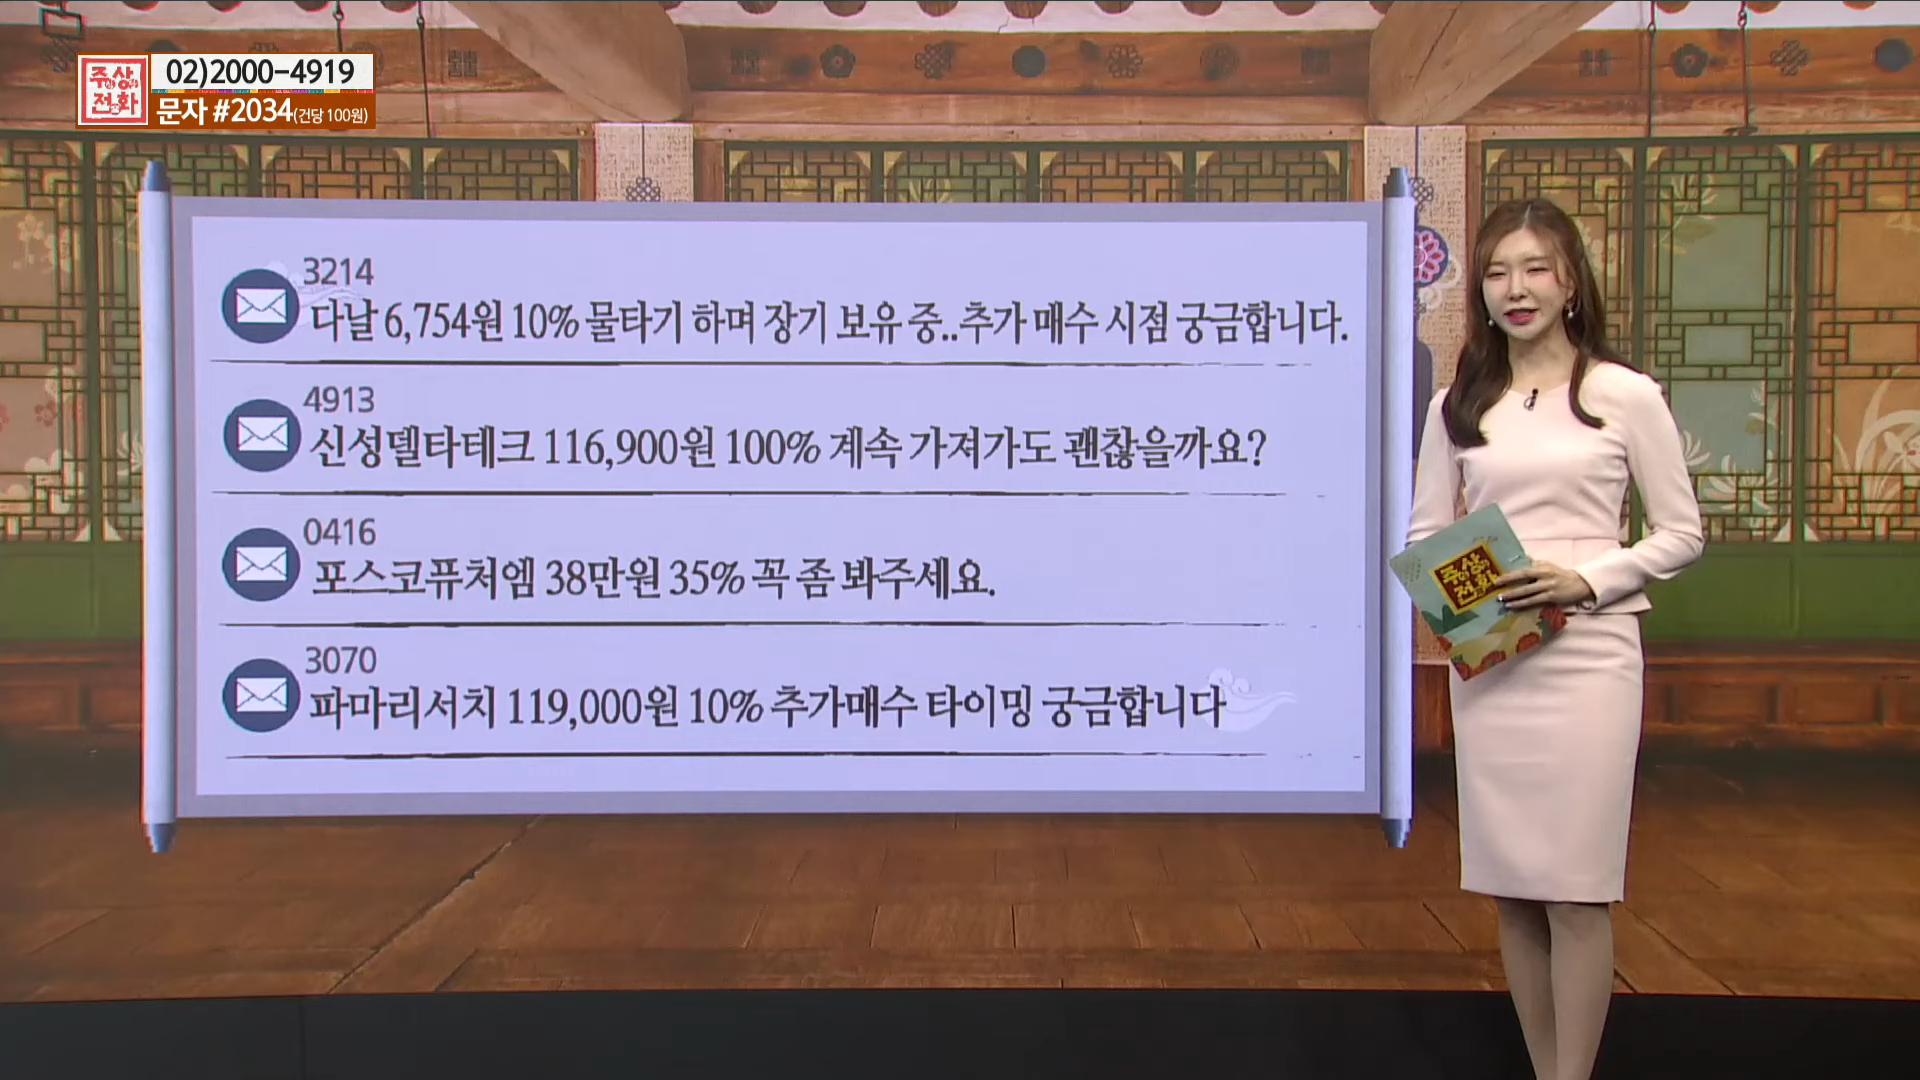 주상전화
02)2000-4919
문자 #2034(건당 100원)
3214
다날 6,754원 10% 물타기 하며 장기 보유 중..추가 매수 시점 궁금합니다.
4913
신성델타테크 116,900원 100% 계속 가져가도 괜찮을까요?
0416
포스코퓨처엠 38만원 35% 꼭 좀 봐주세요.
3070
파마리서치 119,000원 10% 추가매수 타이밍 궁금합니다
주상전화